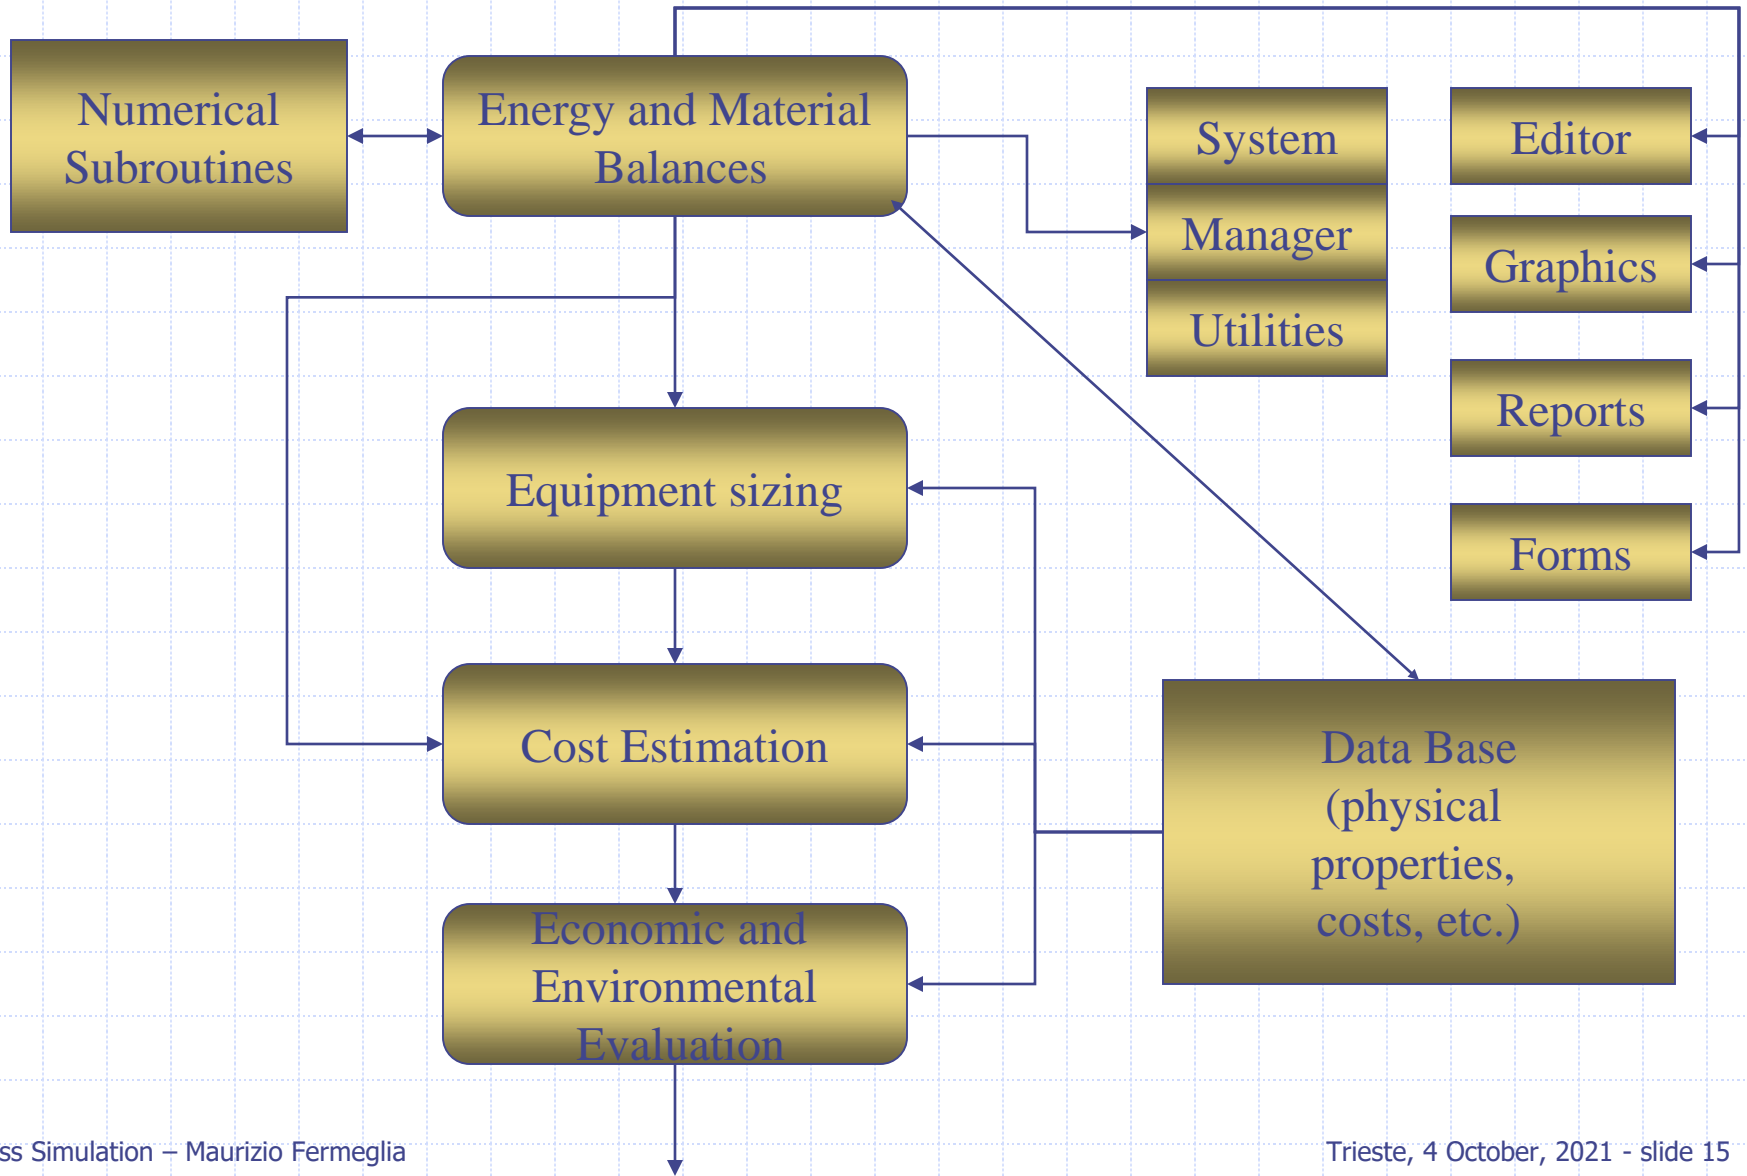 Numerical
Subroutines
Energy and Material
Balances
System
Manager
Utilities
Editor
Graphics
Reports
Forms
Equipment sizing
Cost Estimation
Economic and
Environmental
Evaluation
Data Base
(physical
properties,
costs, etc.)
ss Simulation – Maurizio Fermeglia
Trieste, 4 October, 2021 - slide 15